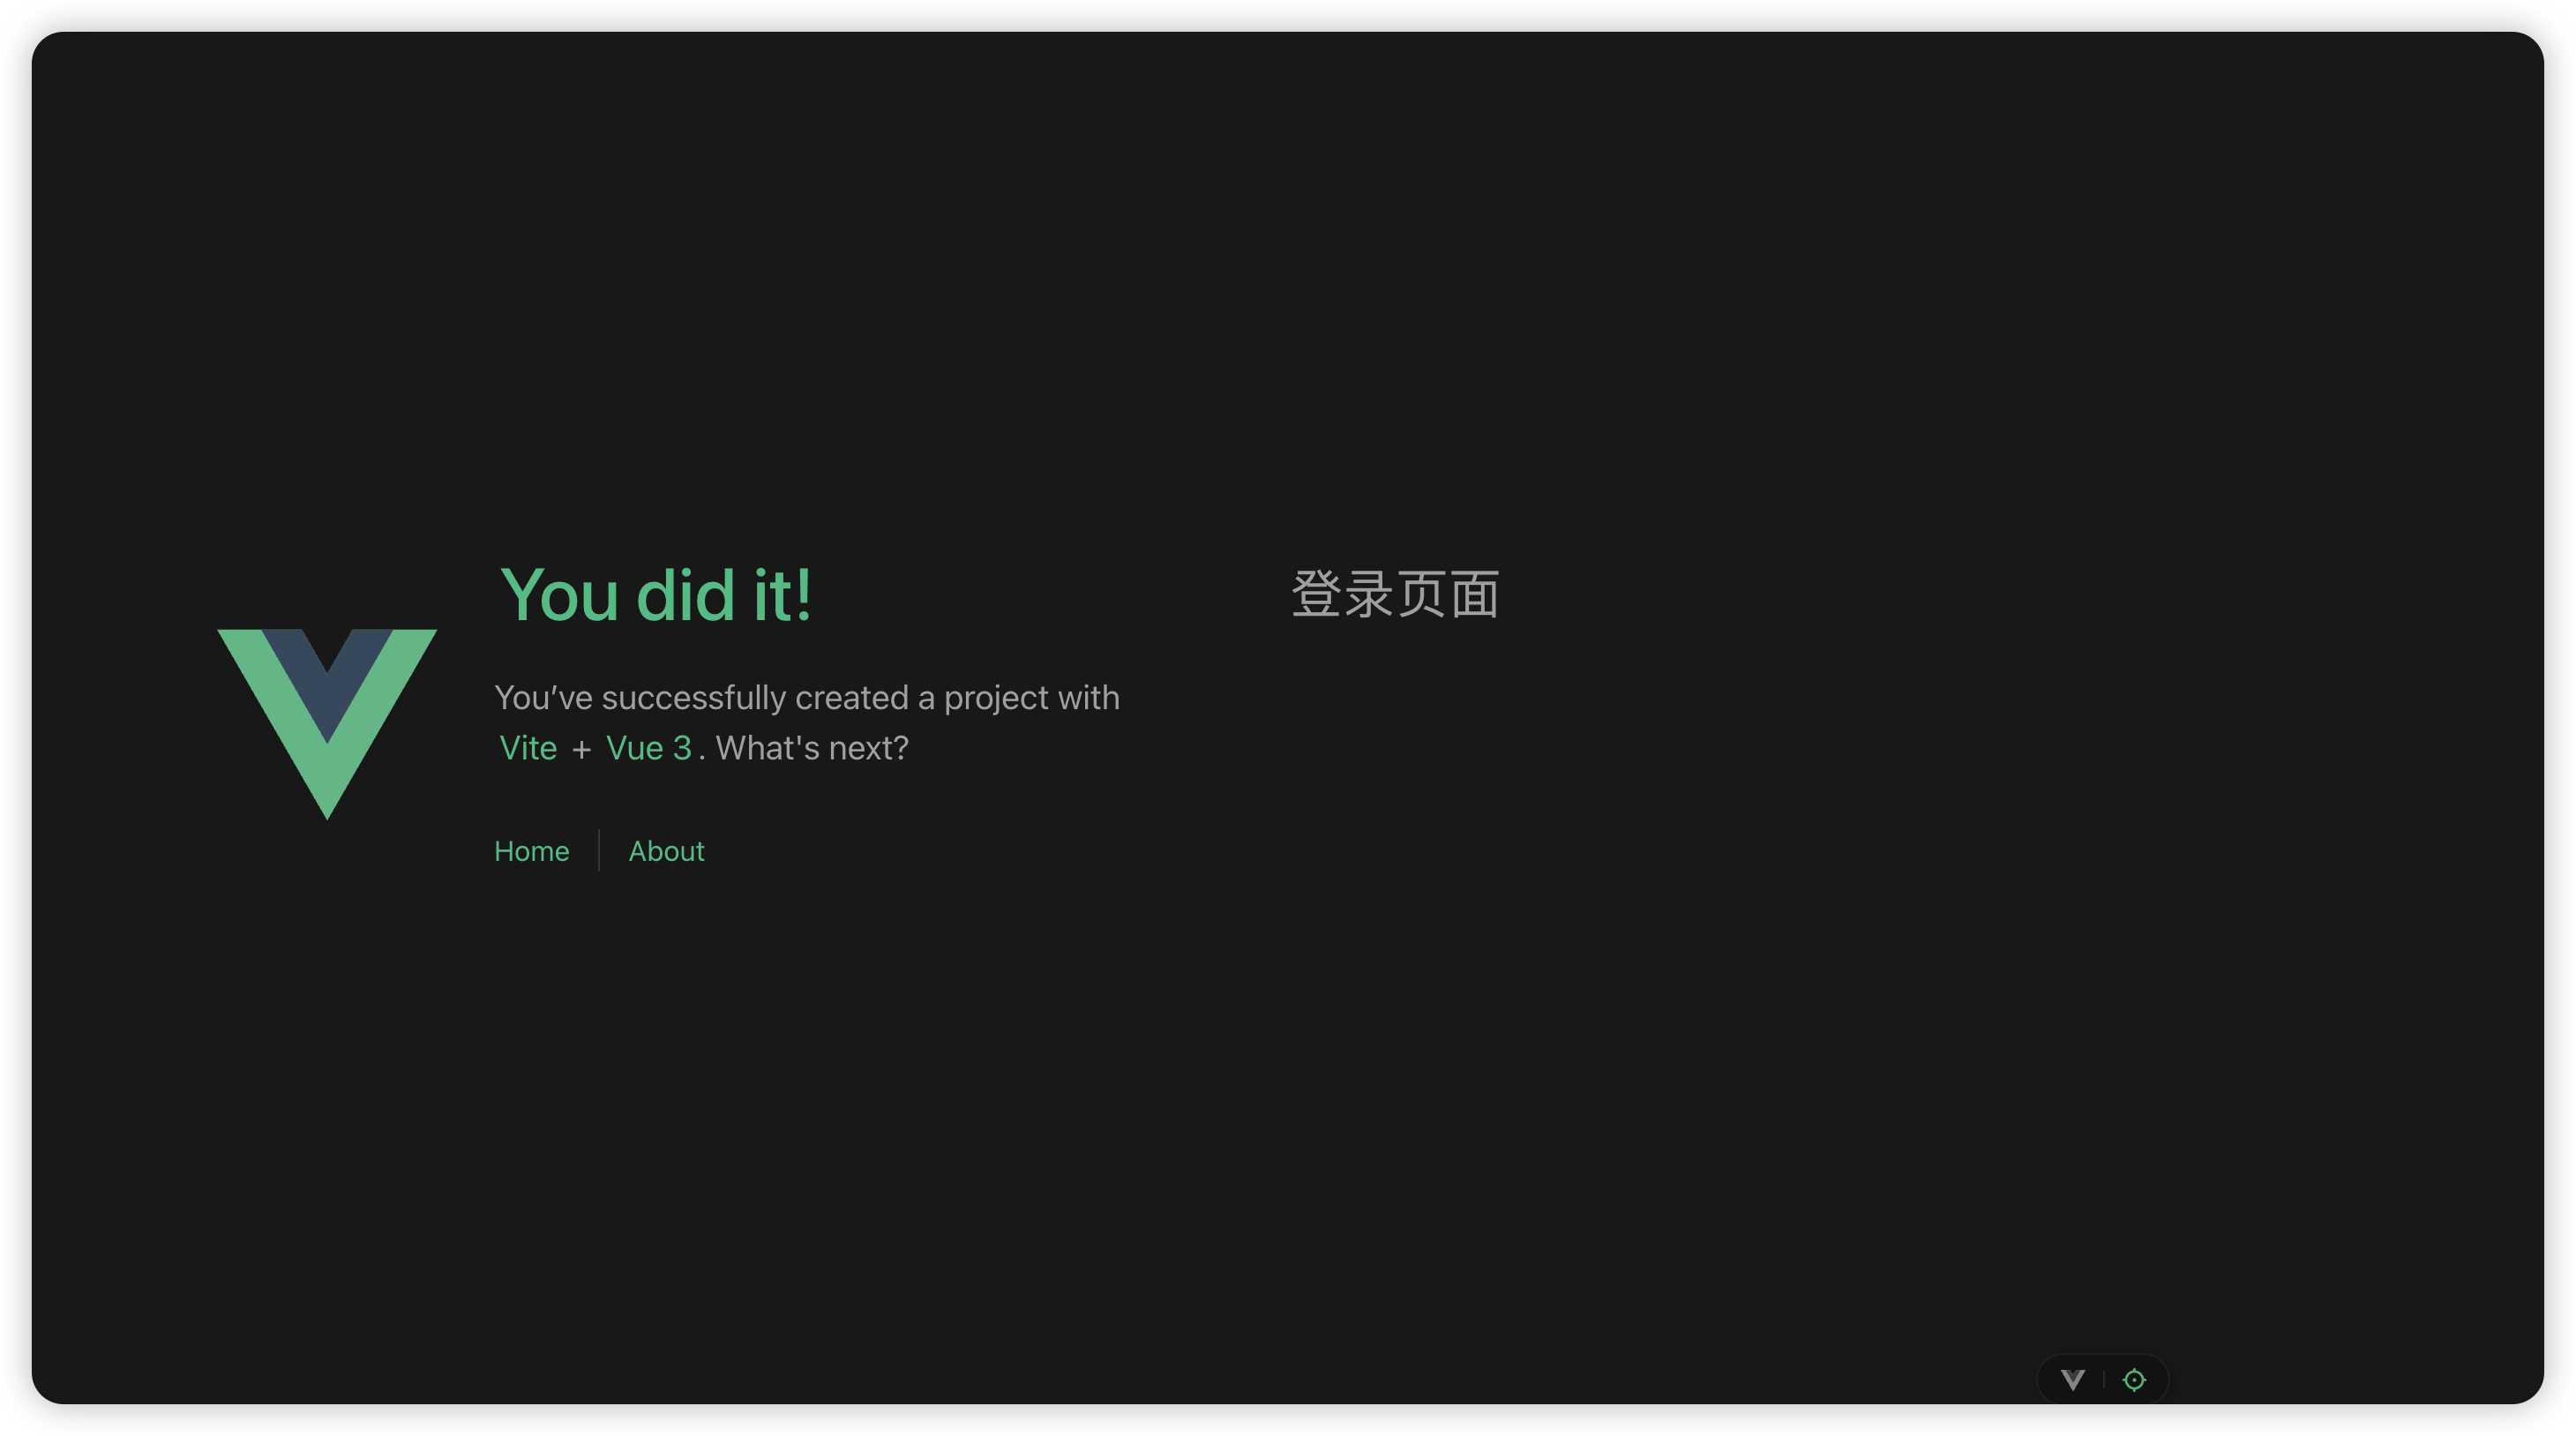 You did it!
You’ve successfully created a project with
Vite + Vue 3. What's next?
Home
About
登录页面